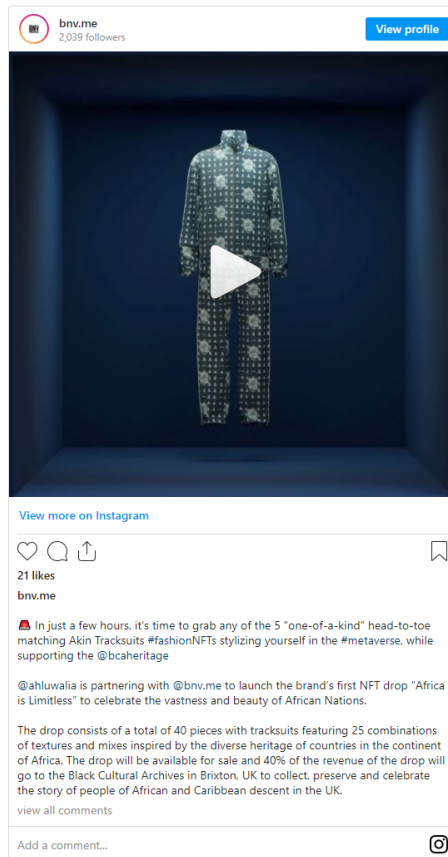 bnv.me
2,039 followers
View profile
View more on Instagram
21 likes
bnv.me
🚨 In just a few hours, it's time to grab any of the 5 "one-of-a-kind" head-to-toe
matching Akin Tracksuits #fashionNFTs stylizing yourself in the #metaverse, while
supporting the @bcaheritage
@ahluwalia is partnering with @bnv.me to launch the brand's first NFT drop "Africa
is Limitless" to celebrate the vastness and beauty of African Nations.
The drop consists of a total of 40 pieces with tracksuits featuring 25 combinations
of textures and mixes inspired by the diverse heritage of countries in the continent
of Africa. The drop will be available for sale and 40% of the revenue of the drop will
go to the Black Cultural Archives in Brixton, UK to collect, preserve and celebrate
the story of people of African and Caribbean descent in the UK.
view all comments
Add a comment...